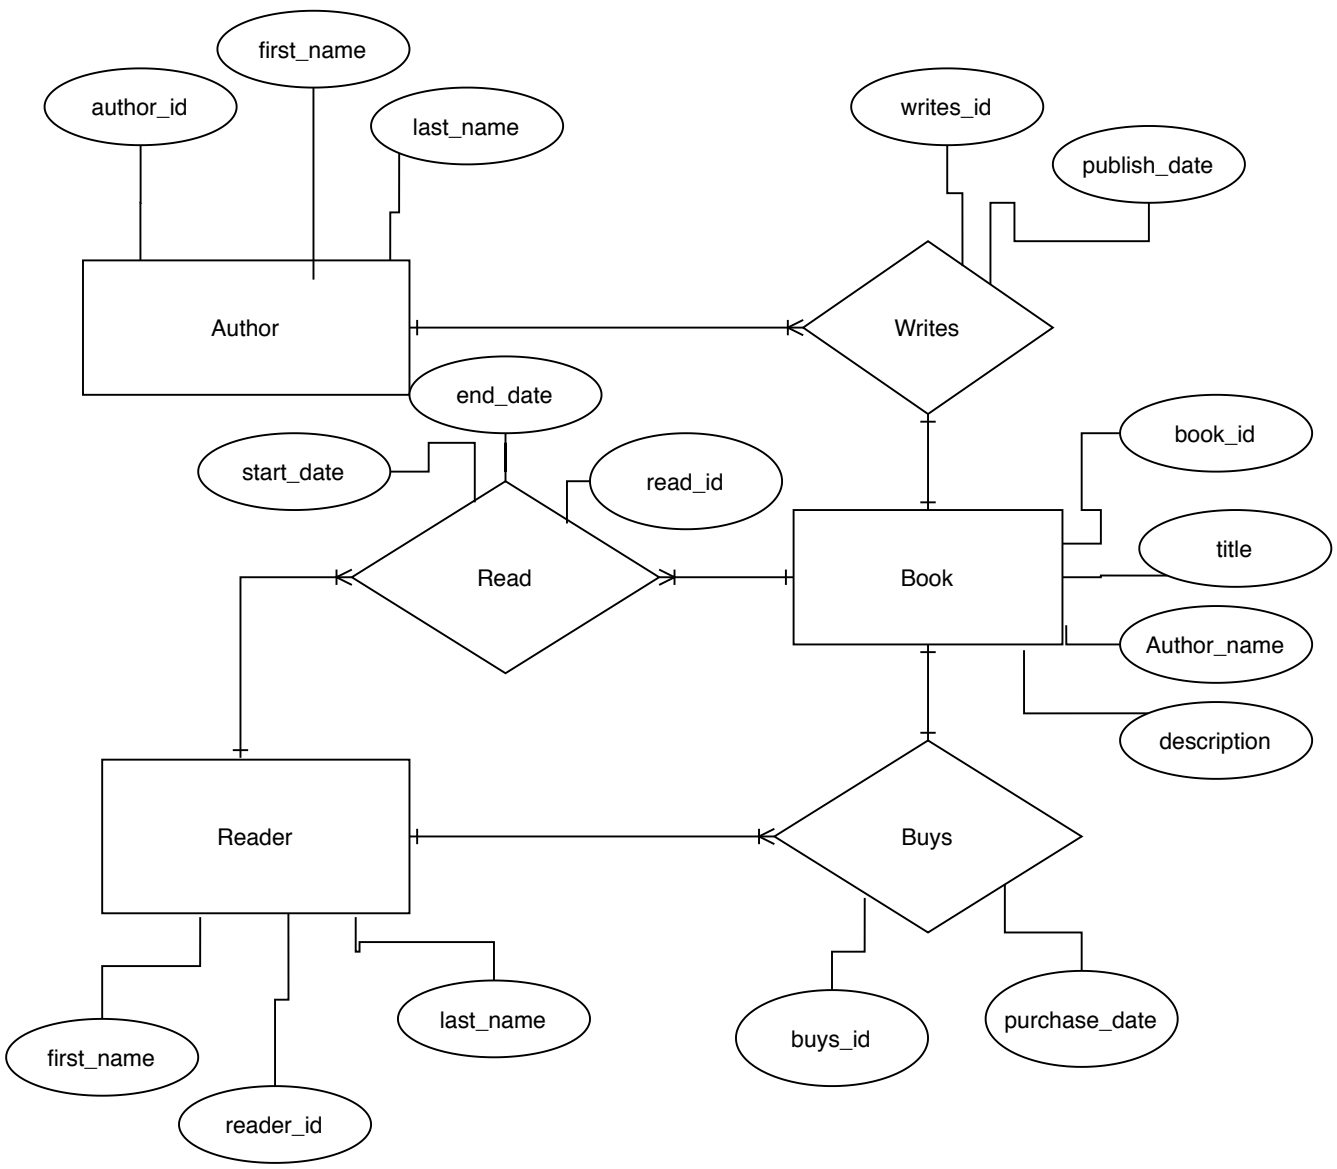 first_name
author_id
last_name
writes_id
publish_date
Author
Writes
end_date
start_date
read_id
book_id
Read
Book
title
Author_name
description
Reader
Buys
first_name
reader_id
last_name
buys_id
purchase_date